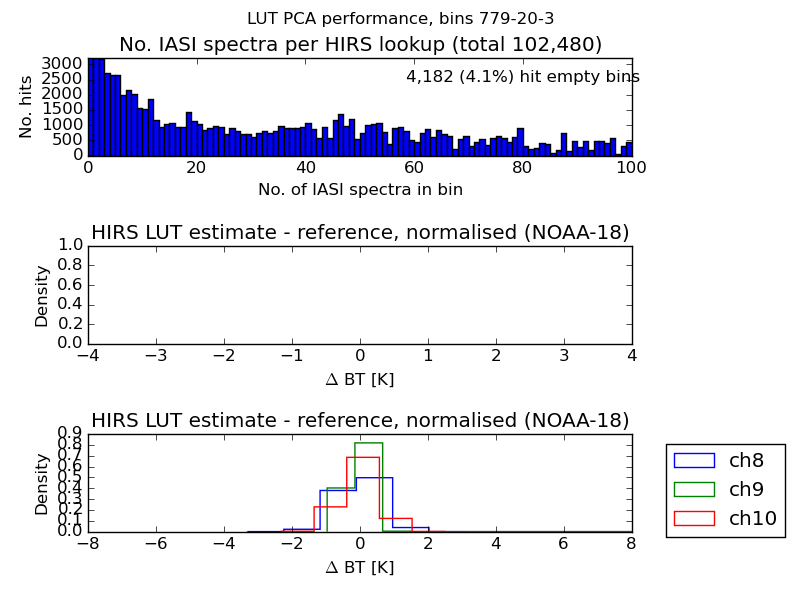 LUT PCA performance, bins 779-20-3
No. IASI spectra per HIRS lookup (total 102,480)
4,182 (4.1%) hit empty bins
No. hits
3000
2500
2000
1500
1000
500
0
0 20 40 60 80 100
No. of IASI spectra in bin
HIRS LUT estimate - reference, normalised (NOAA-18)
Density
1.0
0.8
0.6
0.4
0.2
0.0
−4 −3 −2 −1 0 1 2 3 4
Δ BT [K]
HIRS LUT estimate - reference, normalised (NOAA-18)
Density
0.9
0.8
0.7
0.6
0.5
0.4
0.3
0.2
0.1
0.0
−8 −6 −4 −2 0 2 4 6 8
Δ BT [K]
ch8
ch9
ch10